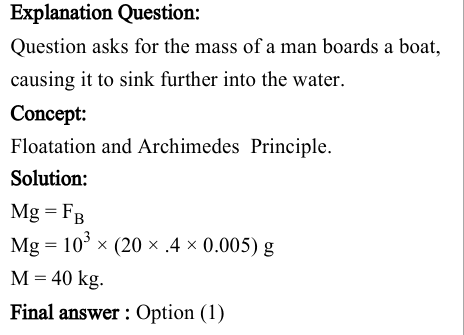 Explanation Question:
Question asks for the mass of a man boards a boat,
causing it to sink further into the water.
Concept:
Floatation and Archimedes Principle.
Solution:
Mg = F_B
Mg = 10³ × (20 × .4 × 0.005) g
M = 40 kg.
Final answer : Option (1)